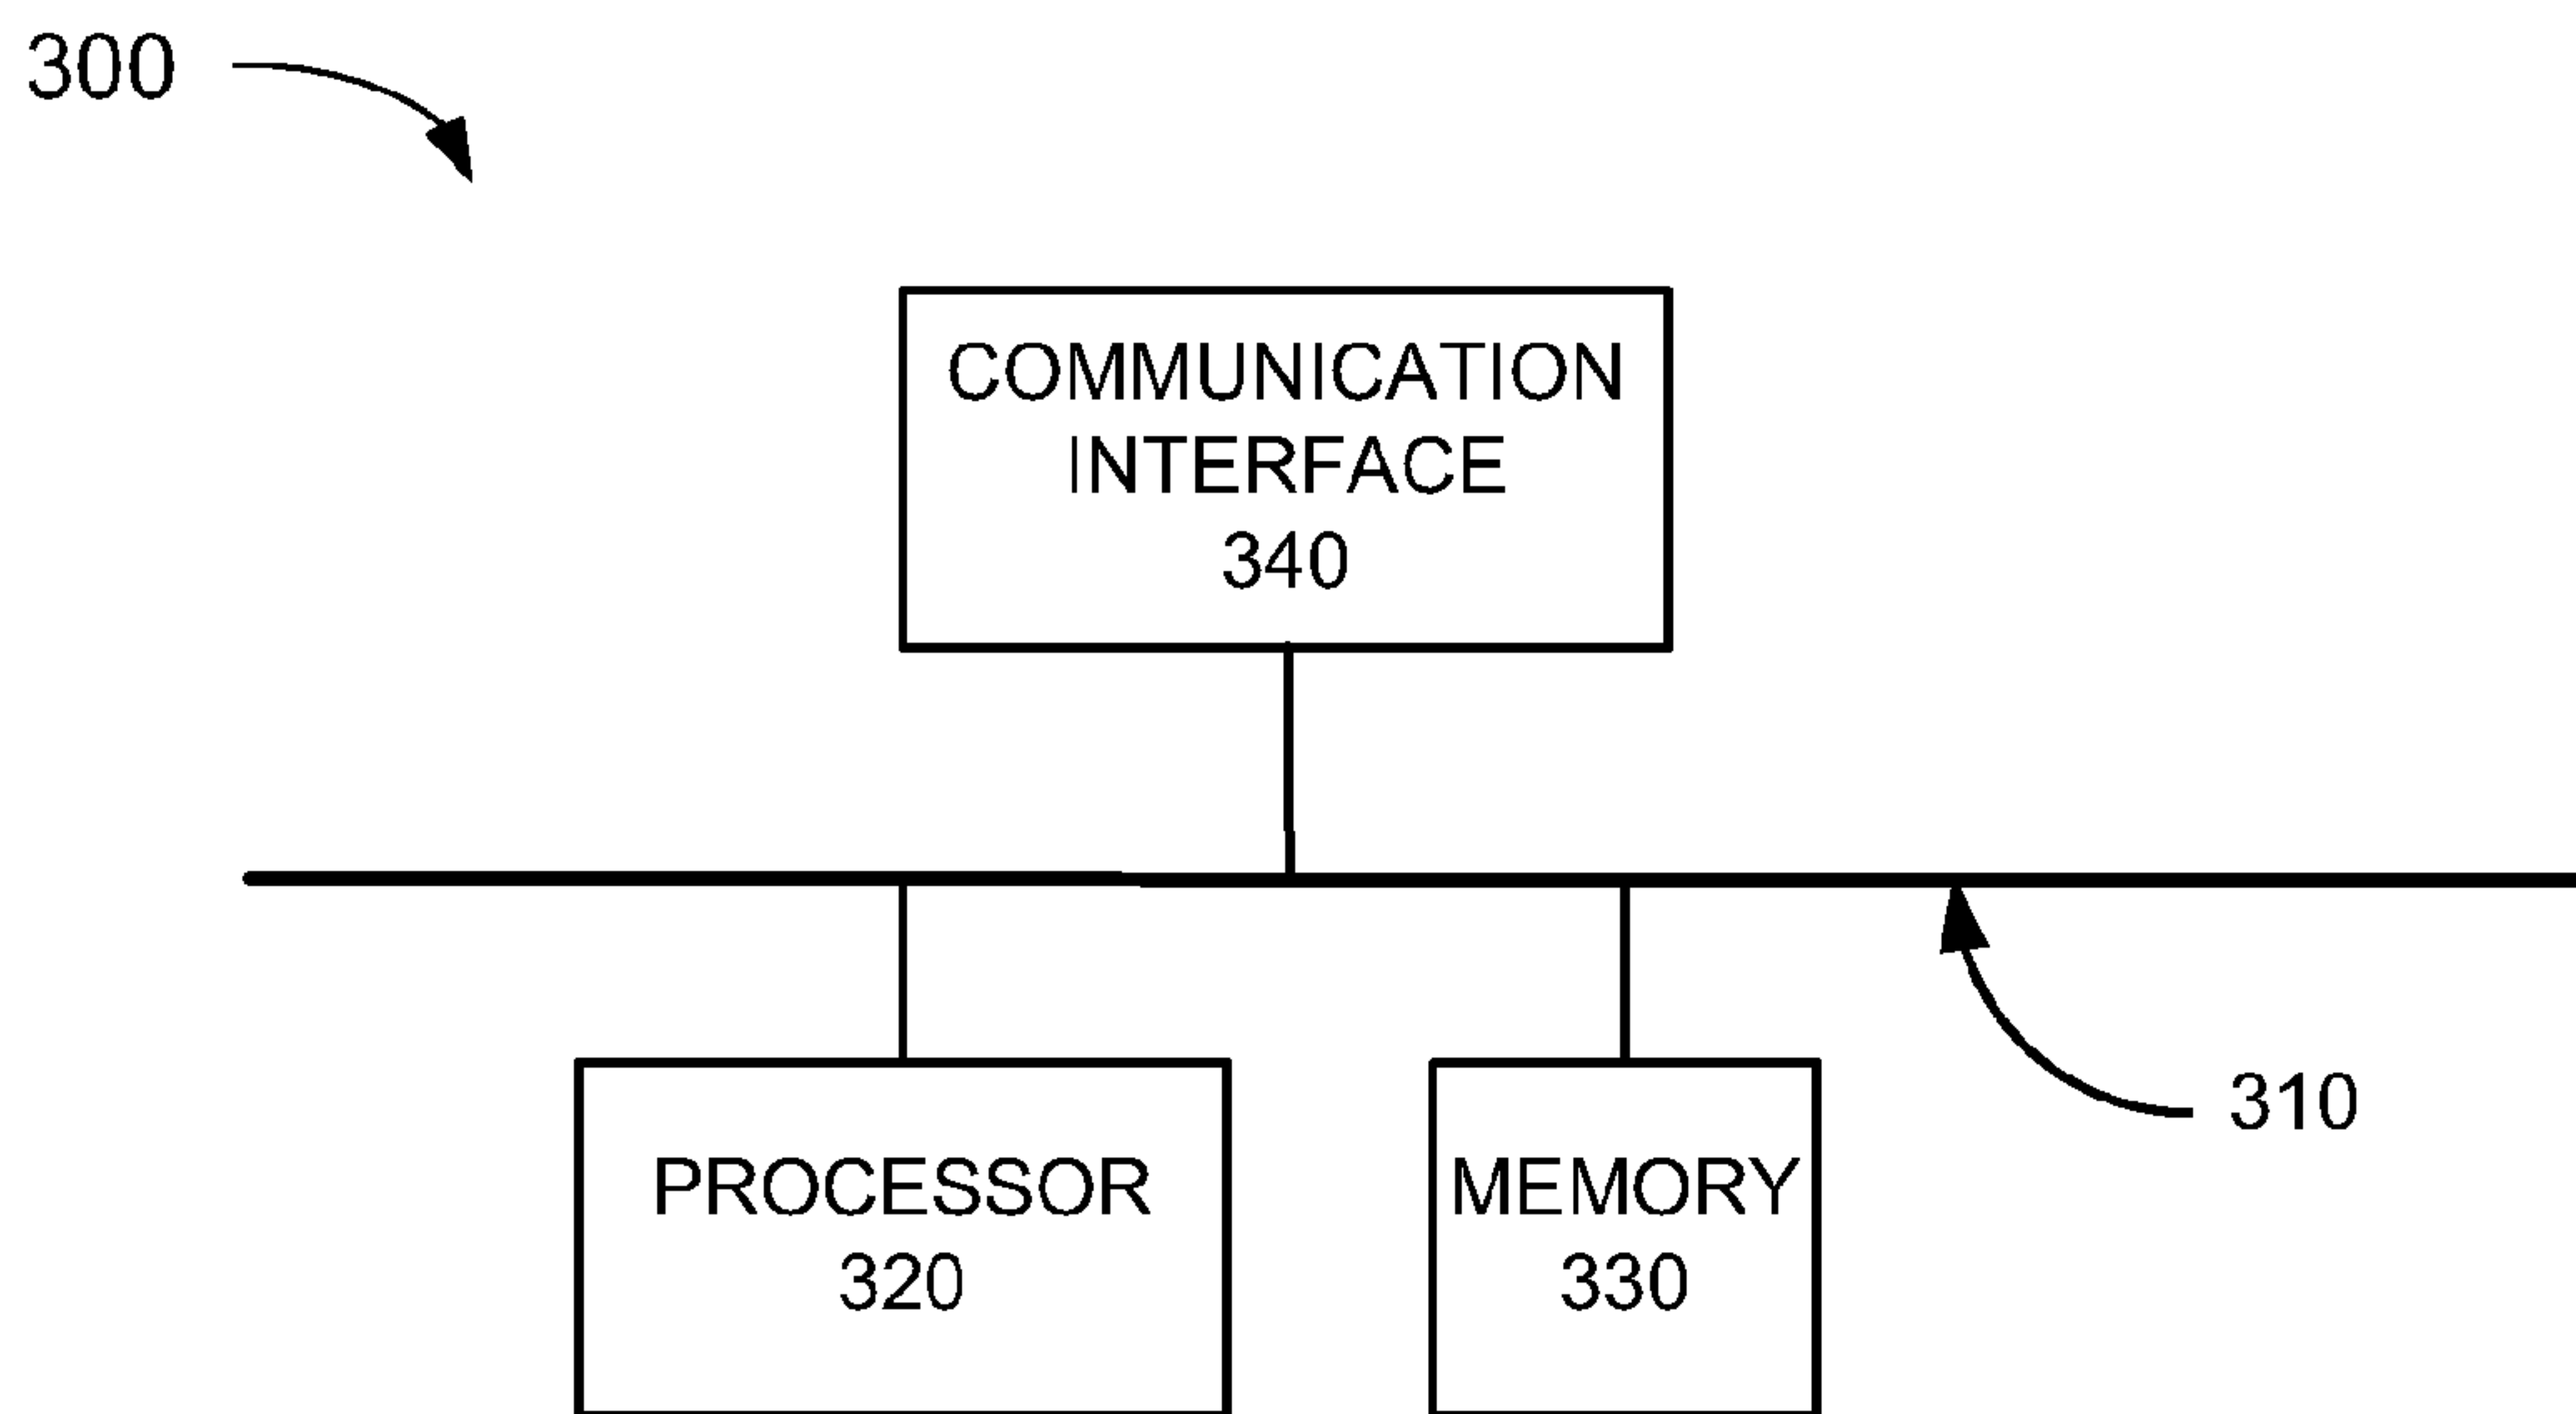 300
COMMUNICATION
INTERFACE
340
310
PROCESSOR
320
MEMORY
330